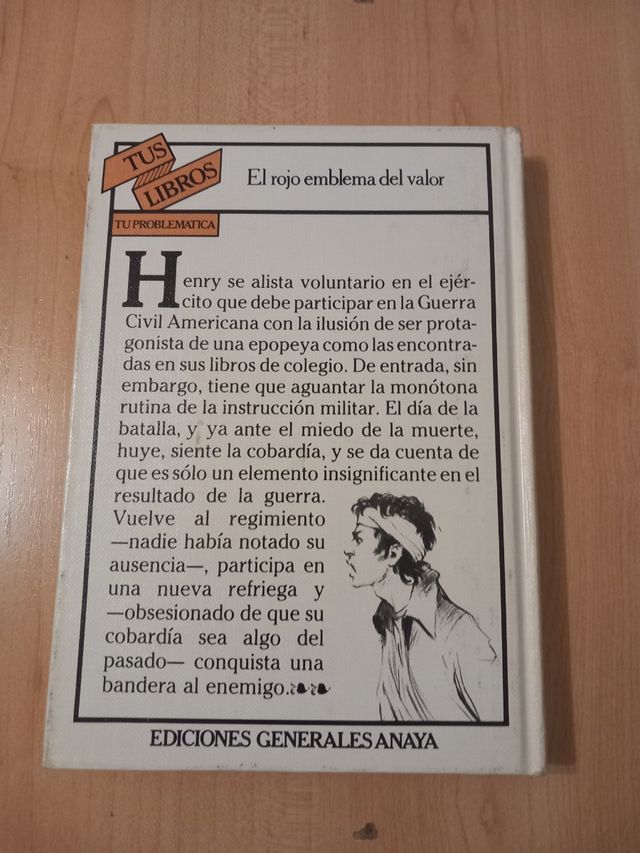 TUS
LIBROS
El rojo emblema del valor
TU PROBLEMATICA
Henry se alista voluntario en el ejér-
cito que debe participar en la Guerra
Civil Americana con la ilusión de ser prota-
gonista de una epopeya como las encontra-
das en sus libros de colegio. De entrada, sin
embargo, tiene que aguantar la monótona
rutina de la instrucción militar. El día de la
batalla, y ya ante el miedo de la muerte,
huye, siente la cobardía, y se da cuenta de
que es sólo un elemento insignificante en el
resultado de la guerra.
Vuelve al regimiento
—nadie había notado su
ausencia—, participa en
una nueva refriega y
—obsesionado de que su
cobardía sea algo del
pasado— conquista una
bandera al enemigo.
EDICIONES GENERALES ANAYA